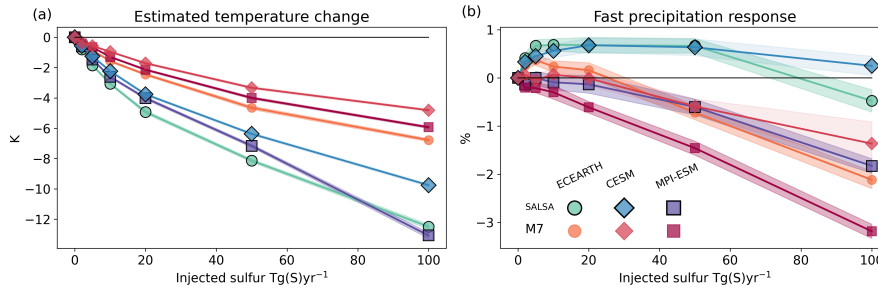 (a)
Estimated temperature change
0
−2
−4
−6
−8
−10
−12
K
0
20
40
60
80
100
Injected sulfur Tg(S)yr−1
(b)
Fast precipitation response
1
0
−1
−2
−3
%
ECEARTH
CESM
MPI-ESM
SALSA
M7
0
20
40
60
80
100
Injected sulfur Tg(S)yr−1